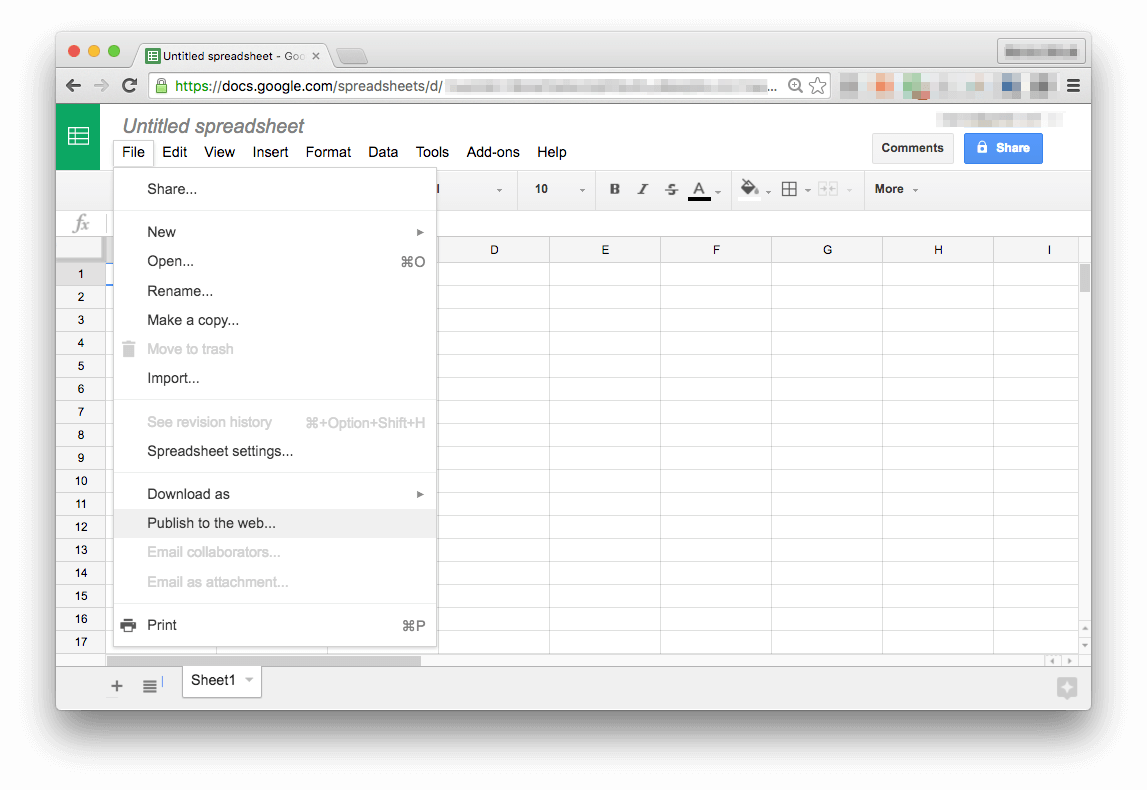 Untitled spreadsheet - Goo
https://docs.google.com/spreadsheets/d/ ...
Untitled spreadsheet
File Edit View Insert Format Data Tools Add-ons Help
Comments Share
Share...
10 B I S A More
New
fx
Open... ⌘O
D E F G H I
1
Rename...
2
Make a copy...
3
Move to trash
4
5
Import...
6
7
See revision history ⌘+Option+Shift+H
8
Spreadsheet settings...
9
10
Download as
11
Publish to the web...
12
Email collaborators...
13
14
Email as attachment...
15
16
Print ⌘P
17
Sheet1